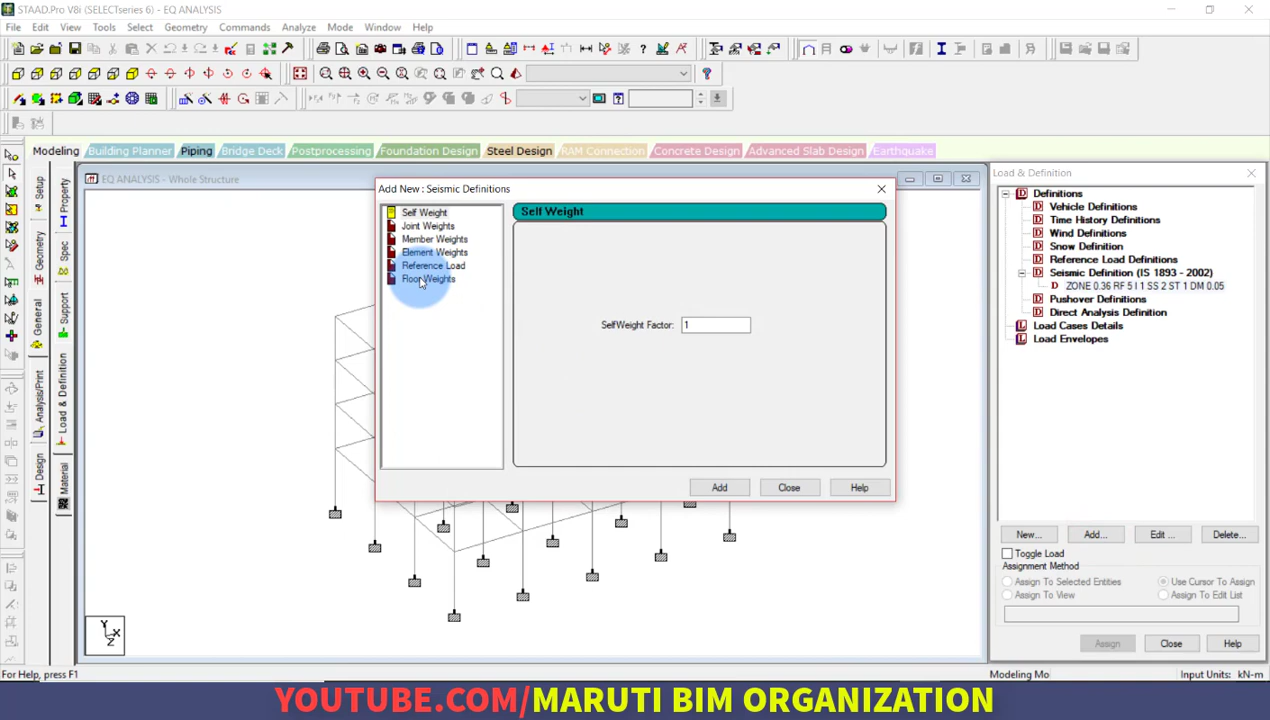 STAAD.Pro V8i (SELECTseries 6) - EQ ANALYSIS
File Edit View Tools Select Geometry Commands Analyze Mode Window Help
Modeling Building Planner Piping Bridge Deck Postprocessing Foundation Design Steel Design RAM Connection Concrete Design Advanced Slab Design Earthquake
EQ ANALYSIS - Whole Structure
Setup
Geometry
General
Analysis/Print
Design
Property
Spec
Support
Load & Definition
Material
Add New : Seismic Definitions
Self Weight
Joint Weights
Member Weights
Element Weights
Reference Load
Floor Weights
Self Weight
SelfWeight Factor: 1
Add Close Help
Load & Definition
Definitions
Vehicle Definitions
Time History Definitions
Wind Definitions
Snow Definition
Reference Load Definitions
Seismic Definition (IS 1893 - 2002)
ZONE 0.36 RF 5 I 1 SS 2 ST 1 DM 0.05
Pushover Definitions
Direct Analysis Definition
Load Cases Details
Load Envelopes
New... Add... Edit ... Delete...
Toggle Load
Assignment Method
Assign To Selected Entities Use Cursor To Assign
Assign To View Assign To Edit List
Assign Close Help
Y
X
Z
For Help, press F1
Modeling Mo
Input Units: kN-m
YOUTUBE.COM/MARUTI BIM ORGANIZATION